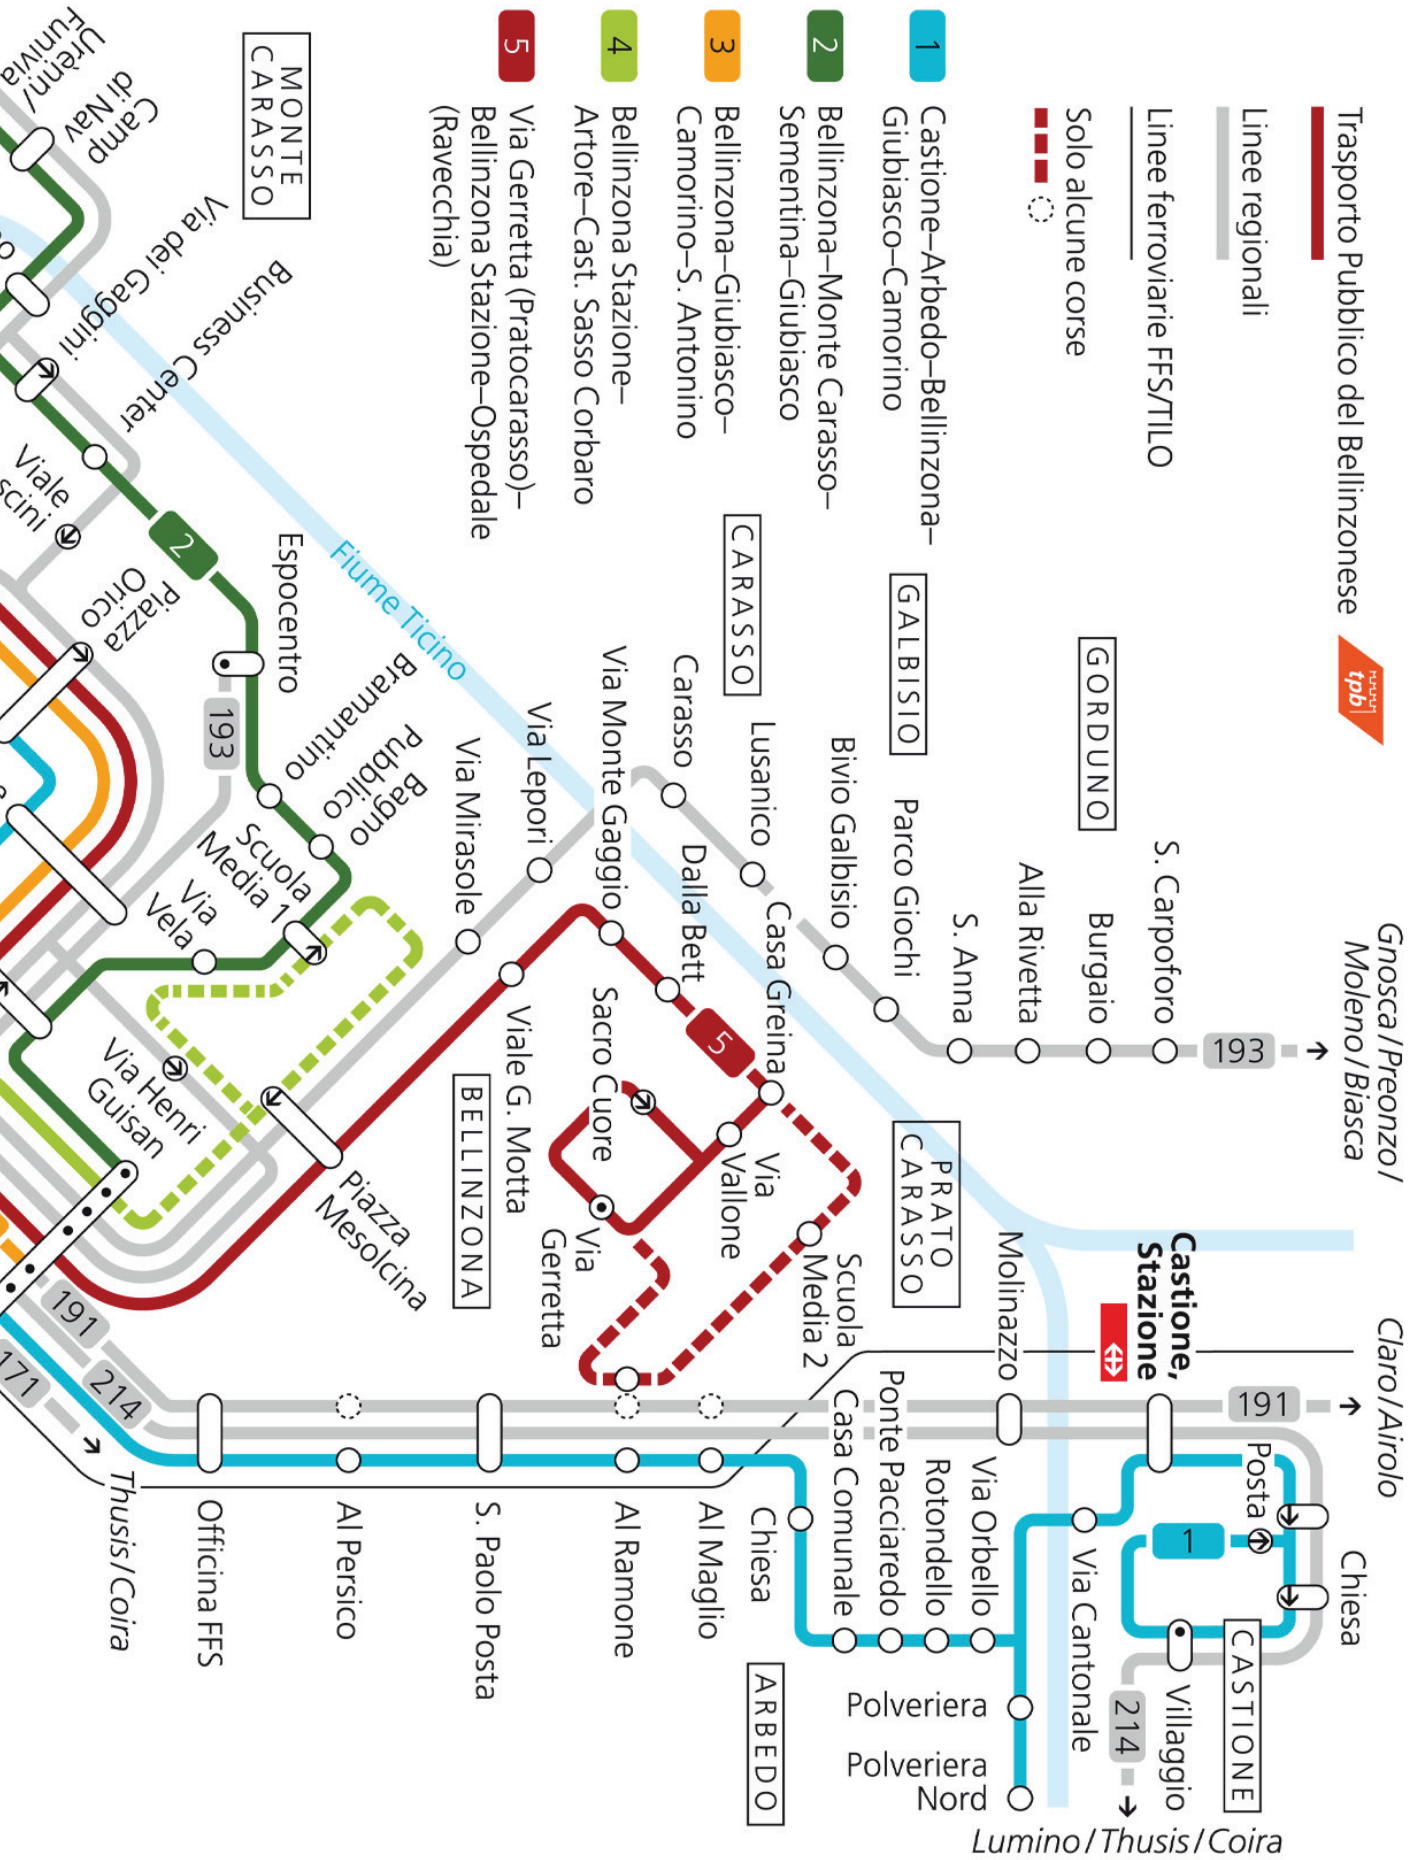 Trasporto Pubblico del Bellinzonese
tpb
Linee regionali
Linee ferroviarie FFS/TILO
Solo alcune corse
1
Castione–Arbedo–Bellinzona–
Giubiasco–Camorino
2
Bellinzona–Monte Carasso–
Sementina–Giubiasco
3
Bellinzona–Giubiasco–
Camorino–S. Antonino
4
Bellinzona Stazione–
Artore–Cast. Sasso Corbaro
5
Via Gerretta (Pratocarasso)–
Bellinzona Stazione–Ospedale
(Ravecchia)
Gnosca/Preonzo/
Moleno/Biasca
193
S. Carpoforo
Burgaio
Alla Rivetta
S. Anna
Parco Giochi
Bivio Galbisio
Lusanico
Carasso
GORDUNO
GALBISIO
CARASSO
Claro/Airolo
191
Castione,
Stazione
Posta
Chiesa
1
CASTIONE
Villaggio
214
Lumino/Thusis/Coira
Via Cantonale
Molinazzo
Polveriera
Polveriera
Nord
Via Orbello
Rotondello
Ponte Pacciaredo
Casa Comunale
Chiesa
ARBEDO
Al Maglio
Al Ramone
S. Paolo Posta
Al Persico
Officina FFS
Thusis/Coira
PRATO
CARASSO
Scuola
Media 2
Casa Greina
5
Via
Vallone
Dalla Bett
Via Monte Gaggio
Sacro Cuore
Via
Gerretta
Viale G. Motta
BELLINZONA
Via Lepori
Via Mirasole
Piazza
Mesolcina
Fiume Ticino
MONTE
CARASSO
Camp
di Nav
Urènn/
Funivia
Via dei Gaggini
Business Center
2
Espocentro
193
Bramantino
Bagno
Pubblico
Scuola
Media 1
Via
Vela
Via Henri
Guisan
Viale
Piazza
Orico
191
214
171